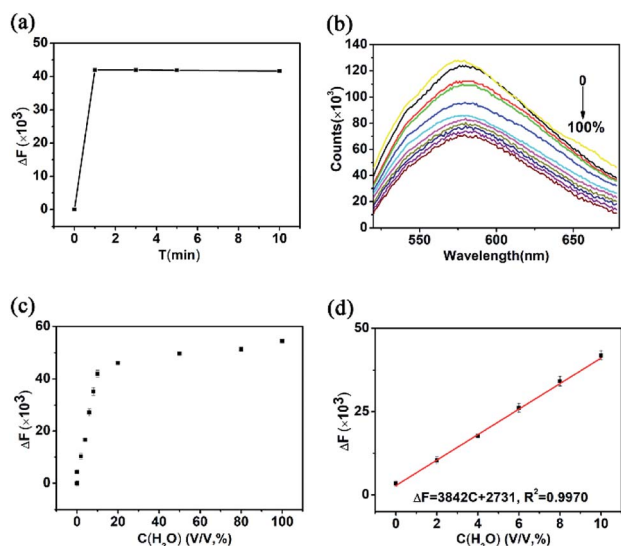 (a)
50
40
30
20
10
0
ΔF (×10³)
0 2 4 6 8 10
T(min)
(b)
140
120
100
80
60
40
20
0
Counts(×10³)
0
100%
550 600 650
Wavelength(nm)
(c)
60
40
20
0
ΔF (×10³)
0 20 40 60 80 100
C(H₂O) (V/V,%)
(d)
50
25
0
ΔF (×10³)
ΔF=3842C+2731, R²=0.9970
0 2 4 6 8 10
C(H₂O) (V/V,%)